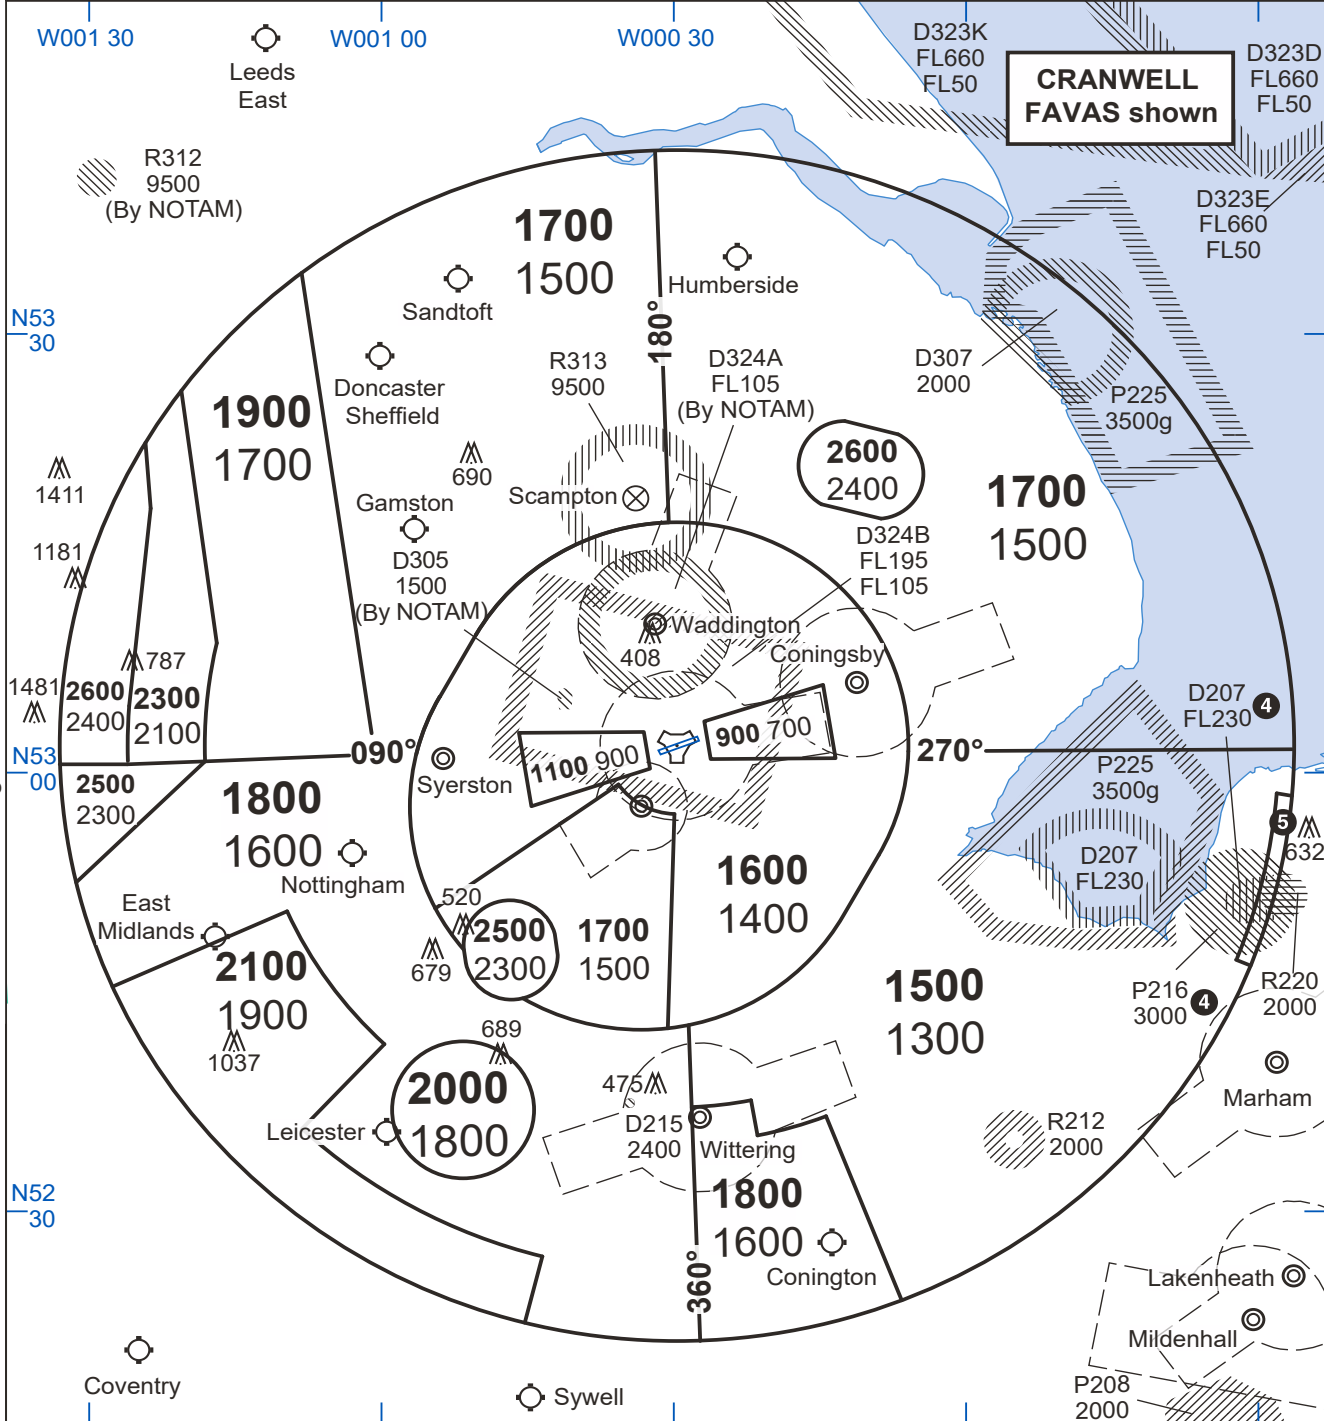 W001 30
W001 00
W000 30
Leeds
East
D323K
FL660
FL50
CRANWELL
FAVAS shown
D323D
FL660
FL50
R312
9500
(By NOTAM)
D323E
FL660
FL50
1700
1500
Humberside
Sandtoft
N53
30
180°
R313
9500
D324A
FL105
(By NOTAM)
D307
2000
Doncaster
Sheffield
P225
3500g
1900
1700
690
2600
2400
1411
Scampton
Gamston
1700
1500
D324B
FL195
FL105
1181
D305
1500
(By NOTAM)
Waddington
408
Coningsby
787
1481
2600
2400
2300
2100
D207
FL230
4
900 700
1100 900
090°
270°
N53
00
Syerston
P225
3500g
2500
2300
1800
1600
5
632
Nottingham
D207
FL230
1600
1400
East
Midlands
520
2500
2300
1700
1500
679
2100
1900
1037
1500
1300
P216
3000
4
R220
2000
689
2000
1800
475
D215
2400
Wittering
Marham
Leicester
R212
2000
N52
30
1800
1600
Conington
360°
Lakenheath
Mildenhall
Coventry
Sywell
P208
2000